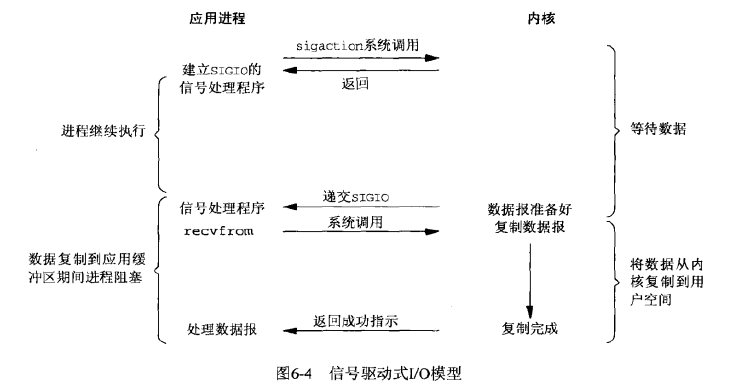 应用进程
内核
sigaction系统调用
建立SIGIO的
信号处理程序
返回
进程继续执行
等待数据
递交SIGIO
信号处理程序
数据报准备好
系统调用
recvfrom
复制数据报
数据复制到应用缓
冲区期间进程阻塞
将数据从内
核复制到用
户空间
返回成功指示
处理数据报
复制完成
图6-4 信号驱动式I/O模型